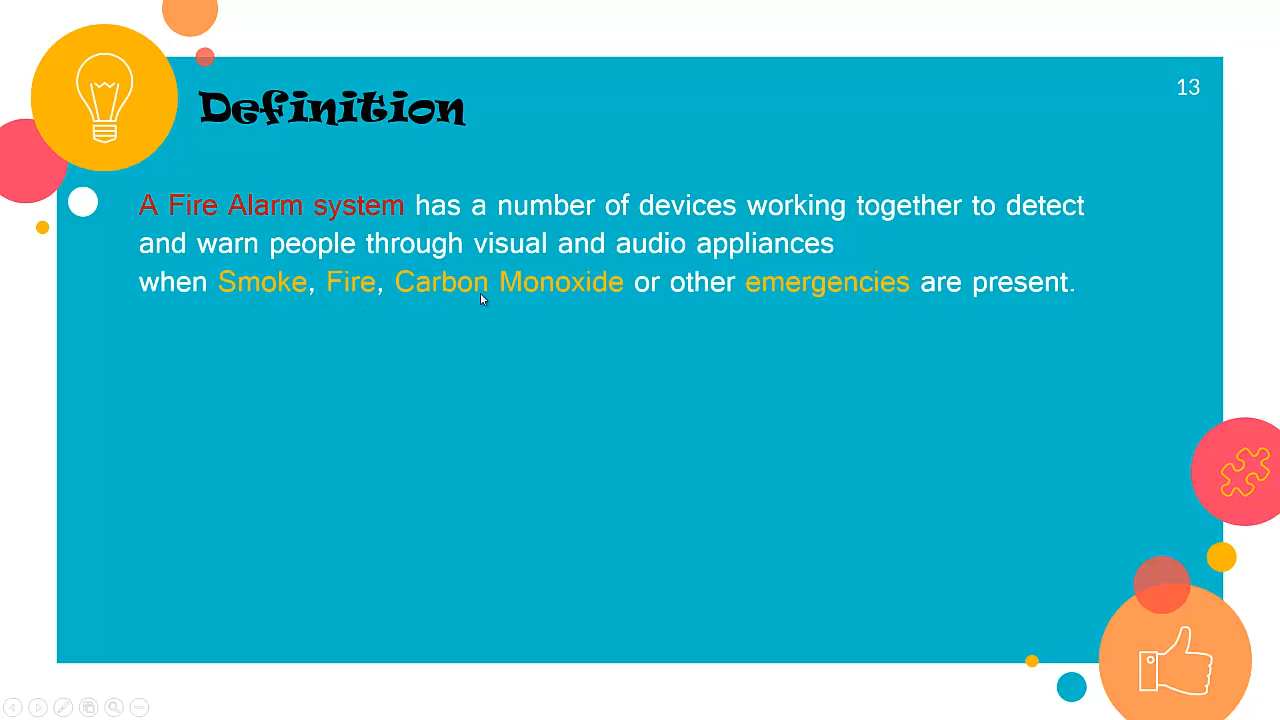 13
Definition
A Fire Alarm system has a number of devices working together to detect
and warn people through visual and audio appliances
when Smoke, Fire, Carbon Monoxide or other emergencies are present.